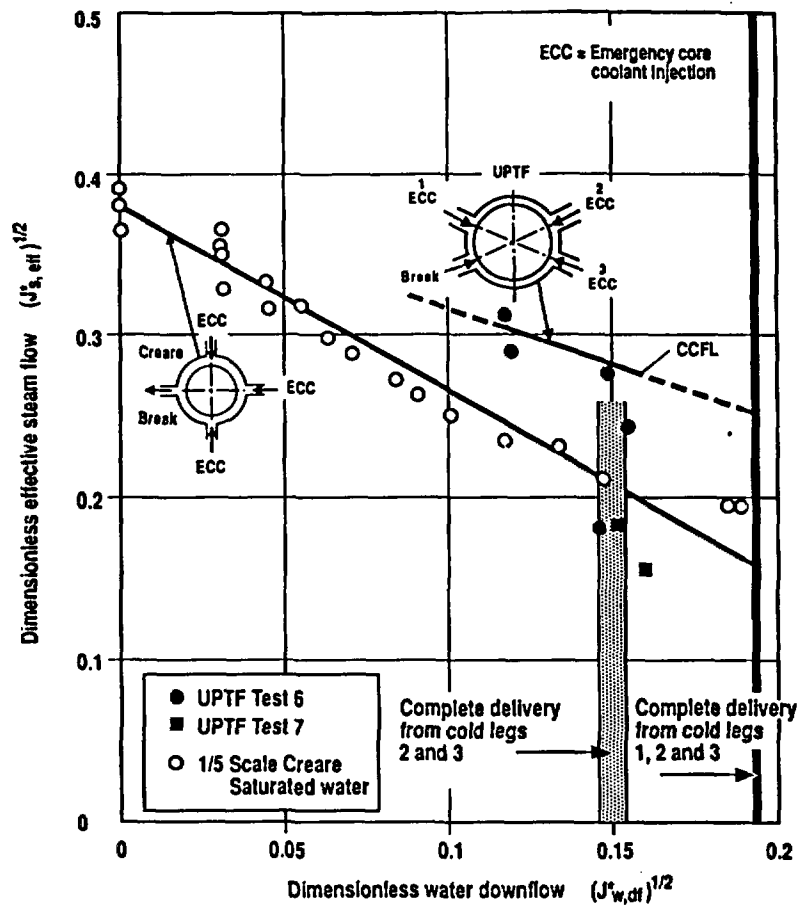 0.5
0.4
0.3
0.2
0.1
0
Dimensionless effective steam flow (J*s, eff)1/2
ECC = Emergency core
coolant injection
UPTF
1
ECC
2
ECC
Break
3
ECC
CCFL
ECC
Creare
ECC
Break
ECC
● UPTF Test 6
■ UPTF Test 7
○ 1/5 Scale Creare
Saturated water
Complete delivery
from cold legs
2 and 3
Complete delivery
from cold legs
1, 2 and 3
0 0.05 0.1 0.15 0.2
Dimensionless water downflow (J*w,df)1/2